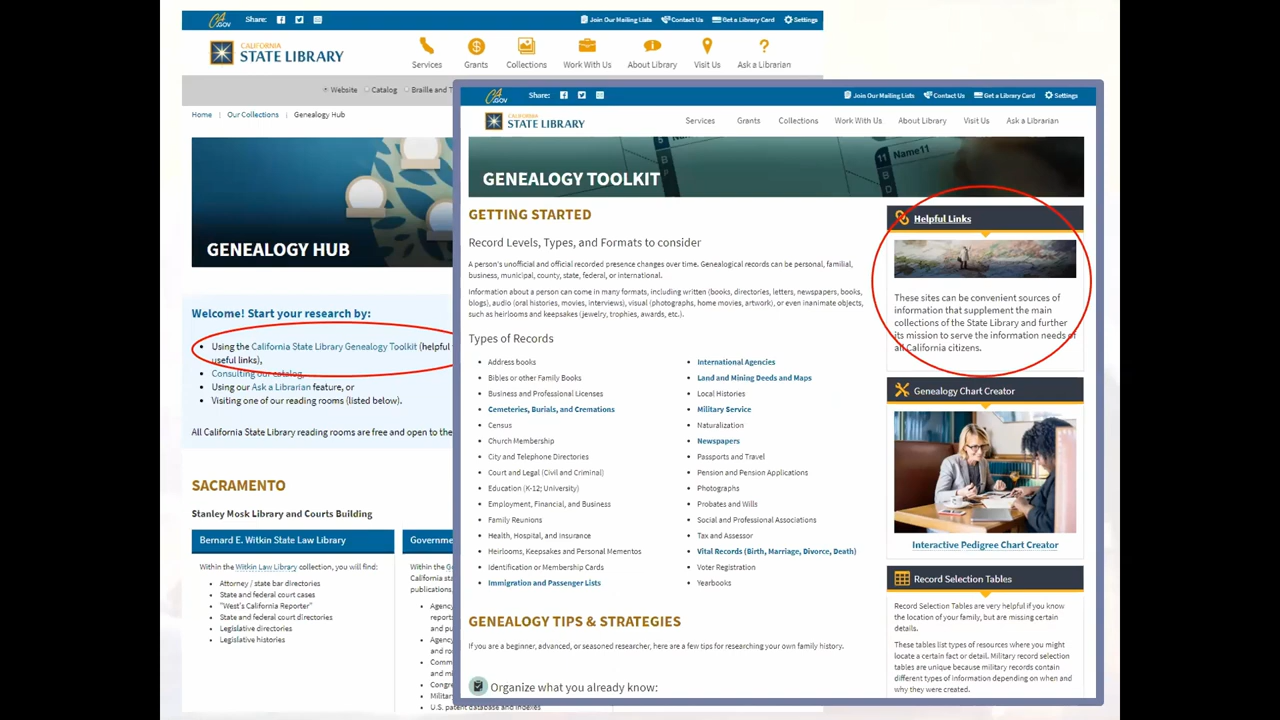 CA.GOV Share: Join Our Mailing Lists Contact Us Get a Library Card Settings
CALIFORNIA
STATE LIBRARY
Services Grants Collections Work With Us About Library Visit Us Ask a Librarian
Website Catalog Braille and T
Home | Our Collections | Genealogy Hub
GENEALOGY HUB
Welcome! Start your research by:
Using the California State Library Genealogy Toolkit (helpful
useful links),
Consulting our catalog,
Using our Ask a Librarian feature, or
Visiting one of our reading rooms (listed below).
All California State Library reading rooms are free and open to the
SACRAMENTO
Stanley Mosk Library and Courts Building
Bernard E. Witkin State Law Library
Within the Witkin Law Library collection, you will find:
Attorney / state bar directories
State and federal court cases
"West's California Reporter"
State and federal court directories
Legislative directories
Legislative histories
Governme
Within the G
California sta
publications.
Agency
reports
and pu
Agency
and ro
Comm
and m
Congre
Militar
U.S. patent database and indexes
CA.GOV Share: Join Our Mailing Lists Contact Us Get a Library Card Settings
CALIFORNIA
STATE LIBRARY
Services Grants Collections Work With Us About Library Visit Us Ask a Librarian
5 Name11 B D
11 Name1 B D
GENEALOGY TOOLKIT
GETTING STARTED
Record Levels, Types, and Formats to consider
A person's unofficial and official recorded presence changes over time. Genealogical records can be personal, familial,
business, municipal, county, state, federal, or international.
Information about a person can come in many formats, including written (books, directories, letters, newspapers, books,
blogs), audio (oral histories, movies, interviews), visual (photographs, home movies, artwork), or even inanimate objects,
such as heirlooms and keepsakes (jewelry, trophies, awards, etc.).
Types of Records
Address books
Bibles or other Family Books
Business and Professional Licenses
Cemeteries, Burials, and Cremations
Census
Church Membership
City and Telephone Directories
Court and Legal (Civil and Criminal)
Education (K-12; University)
Employment, Financial, and Business
Family Reunions
Health, Hospital, and Insurance
Heirlooms, Keepsakes and Personal Mementos
Identification or Membership Cards
Immigration and Passenger Lists
International Agencies
Land and Mining Deeds and Maps
Local Histories
Military Service
Naturalization
Newspapers
Passports and Travel
Pension and Pension Applications
Photographs
Probates and Wills
Social and Professional Associations
Tax and Assessor
Vital Records (Birth, Marriage, Divorce, Death)
Voter Registration
Yearbooks
GENEALOGY TIPS & STRATEGIES
If you are a beginner, advanced, or seasoned researcher, here are a few tips for researching your own family history.
Organize what you already know:
Helpful Links
These sites can be convenient sources of
information that supplement the main
collections of the State Library and further
its mission to serve the information needs of
all California citizens.
Genealogy Chart Creator
Interactive Pedigree Chart Creator
Record Selection Tables
Record Selection Tables are very helpful if you know
the location of your family, but are missing certain
details.
These tables list types of resources where you might
locate a certain fact or detail. Military record selection
tables are unique because military records contain
different types of information depending on when and
why they were created.